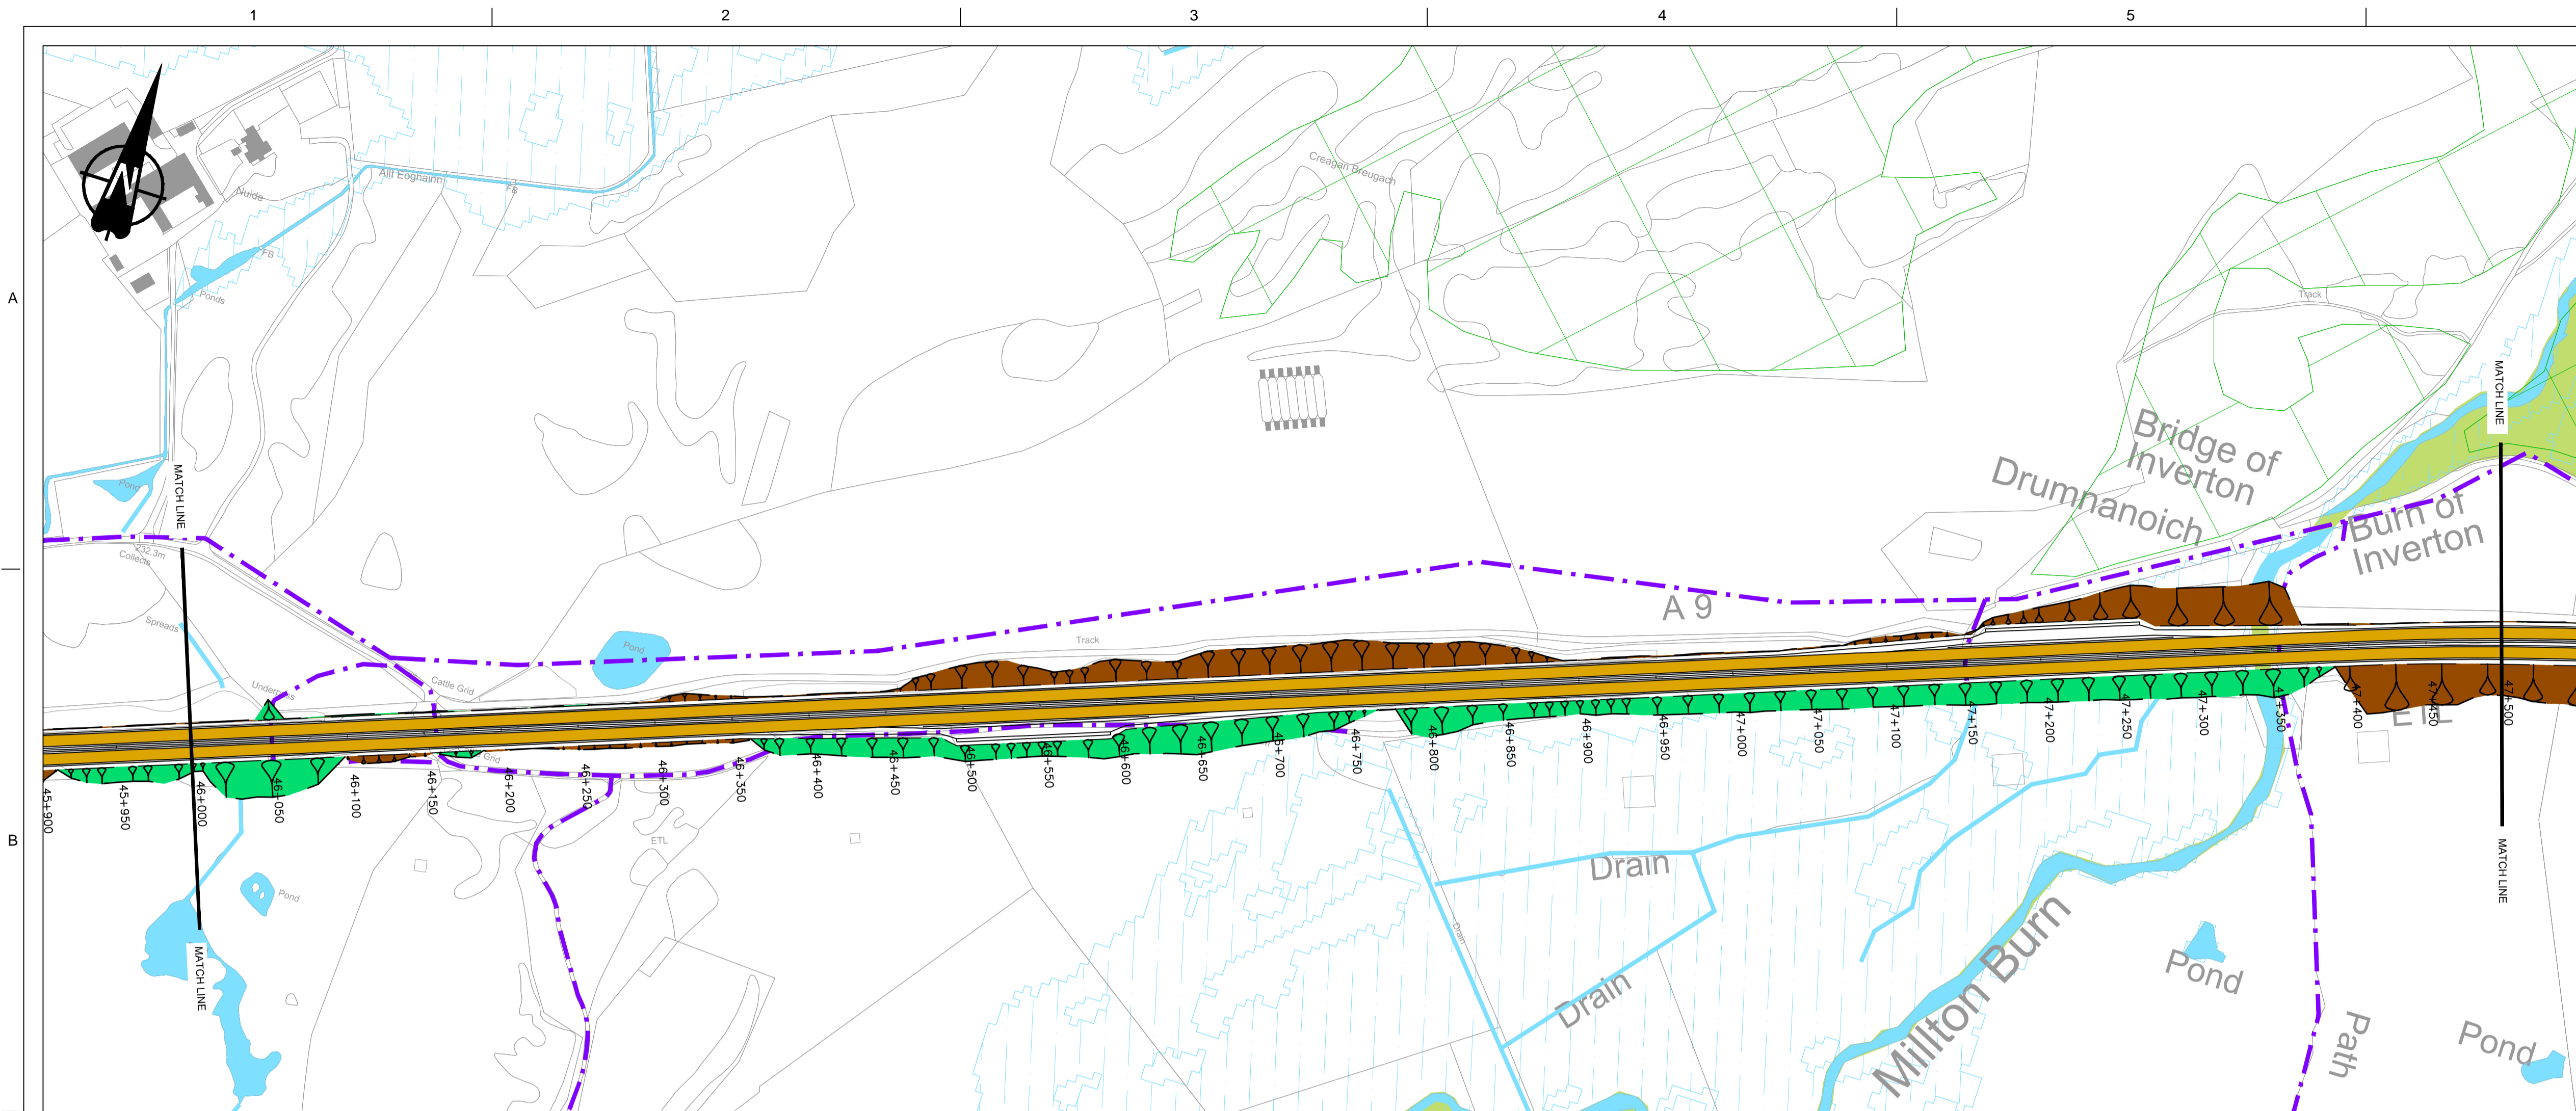 1
2
3
4
5
A
B
N
Nuide
Allt Eoghainn
FB
FB
Ponds
Pond
232.3m
Collects
Spreads
MATCH LINE
MATCH LINE
Cattle Grid
Pond
Grid
ETL
Pond
Track
Creagan Breugach
A 9
Track
Bridge of
Inverton
Drumnanoich
Burn of
Inverton
MATCH LINE
MATCH LINE
ETL
Drain
Drain
Drain
Millton Burn
Pond
Path
Pond
45+900
45+950
46+000
46+050
46+100
46+150
46+200
46+250
46+300
46+350
46+400
46+450
46+500
46+550
46+600
46+650
46+700
46+750
46+800
46+850
46+900
46+950
47+000
47+050
47+100
47+150
47+200
47+250
47+300
47+350
47+400
47+450
47+500